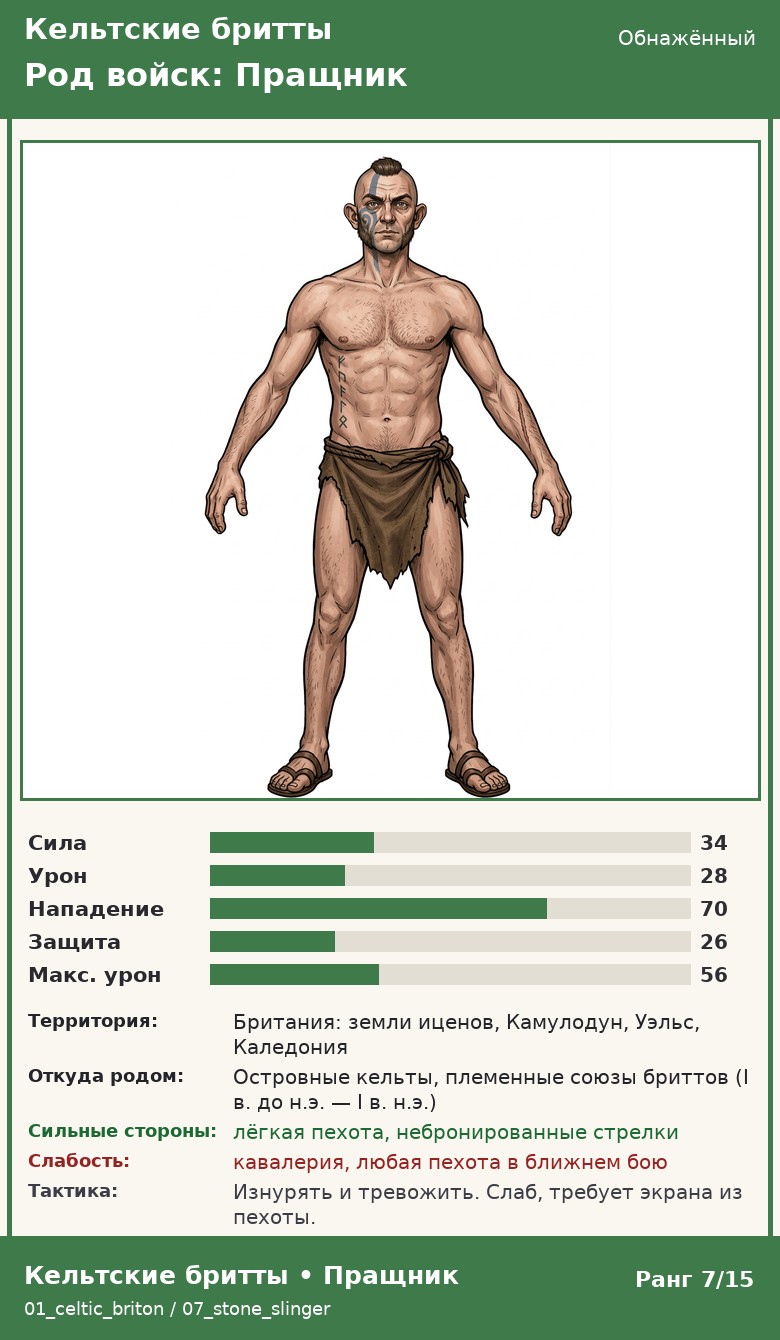 Кельтские бритты
Обнажённый
Род войск: Пращник
Сила 34
Урон 28
Нападение 70
Защита 26
Макс. урон 56
Территория: Британия: земли иценов, Камулодун, Уэльс,
Каледония
Откуда родом: Островные кельты, племенные союзы бриттов (I
в. до н.э. — I в. н.э.)
Сильные стороны: лёгкая пехота, небронированные стрелки
Слабость: кавалерия, любая пехота в ближнем бою
Тактика: Изнурять и тревожить. Слаб, требует экрана из
пехоты.
Кельтские бритты • Пращник
Ранг 7/15
01_celtic_briton / 07_stone_slinger